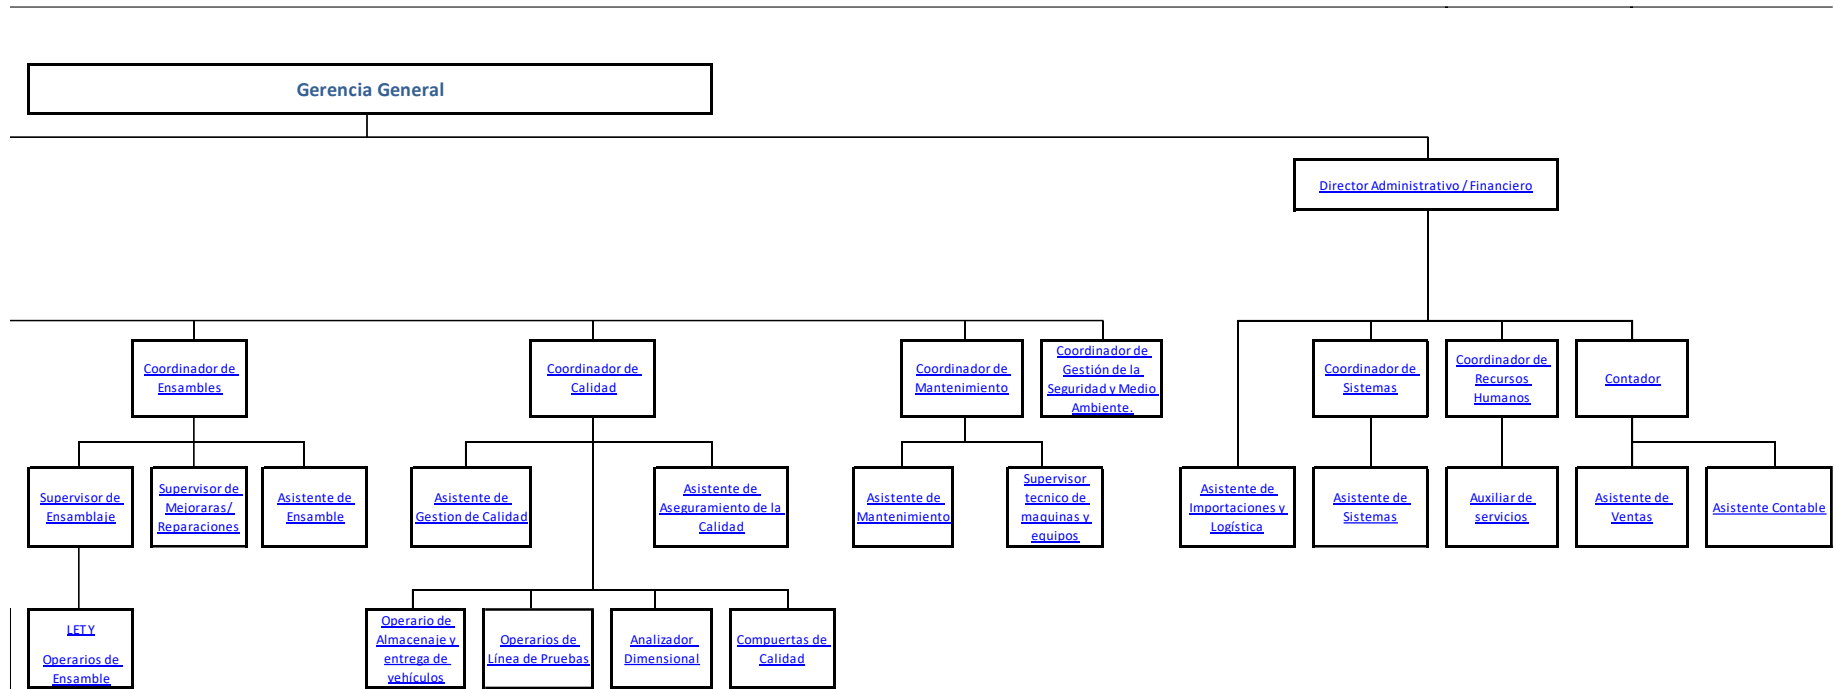 Gerencia General
Director Administrativo / Financiero
Coordinador de
Ensambles
Coordinador de
Calidad
Coordinador de
Mantenimiento
Coordinador de
Gestión de la
Seguridad y Medio
Ambiente.
Coordinador de
Sistemas
Coordinador de
Recursos
Humanos
Contador
Supervisor de
Ensamblaje
Supervisor de
Mejoraras/
Reparaciones
Asistente de
Ensamble
Asistente de
Gestion de Calidad
Asistente de
Aseguramiento de la
Calidad
Asistente de
Mantenimiento
Supervisor
tecnico de
maquinas y
equipos
Asistente de
Importaciones y
Logística
Asistente de
Sistemas
Auxiliar de
servicios
Asistente de
Ventas
Asistente Contable
LET Y
Operarios de
Ensamble
Operario de
Almacenaje y
entrega de
vehículos
Operarios de
Línea de Pruebas
Analizador
Dimensional
Compuertas de
Calidad